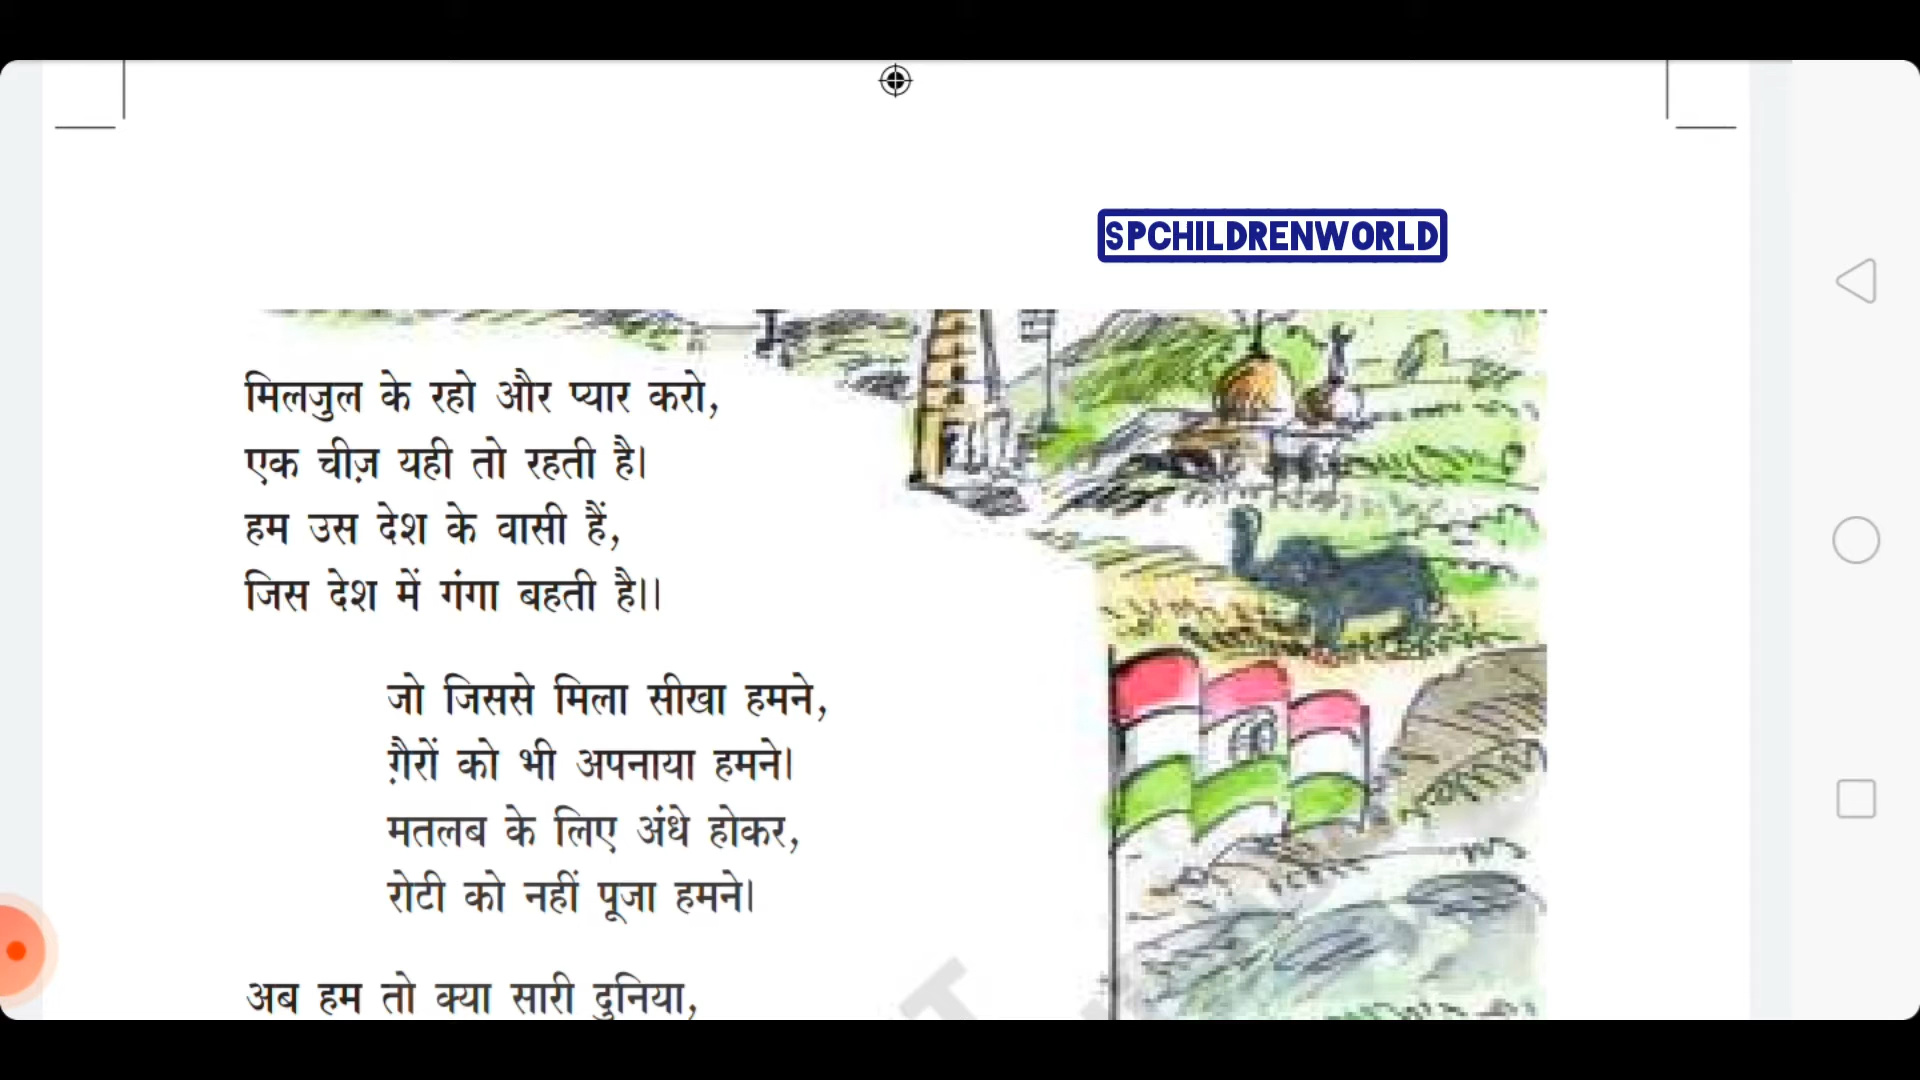 SPCHILDRENWORLD
मिलजुल के रहो और प्यार करो,
एक चीज़ यही तो रहती है।
हम उस देश के वासी हैं,
जिस देश में गंगा बहती है।।
जो जिससे मिला सीखा हमने,
ग़ैरों को भी अपनाया हमने।
मतलब के लिए अंधे होकर,
रोटी को नहीं पूजा हमने।
अब हम तो क्या सारी दुनिया,